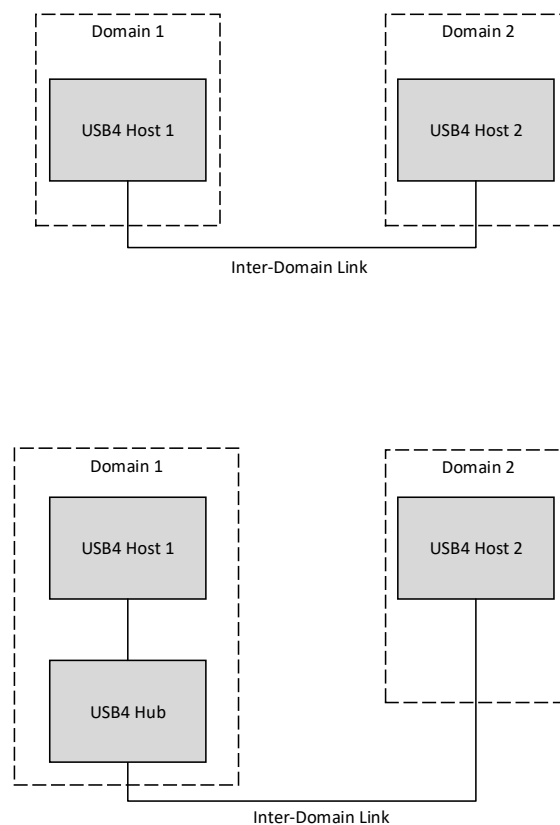 Domain 1
Domain 2
USB4 Host 1
USB4 Host 2
Inter-Domain Link
Domain 1
Domain 2
USB4 Host 1
USB4 Host 2
USB4 Hub
Inter-Domain Link